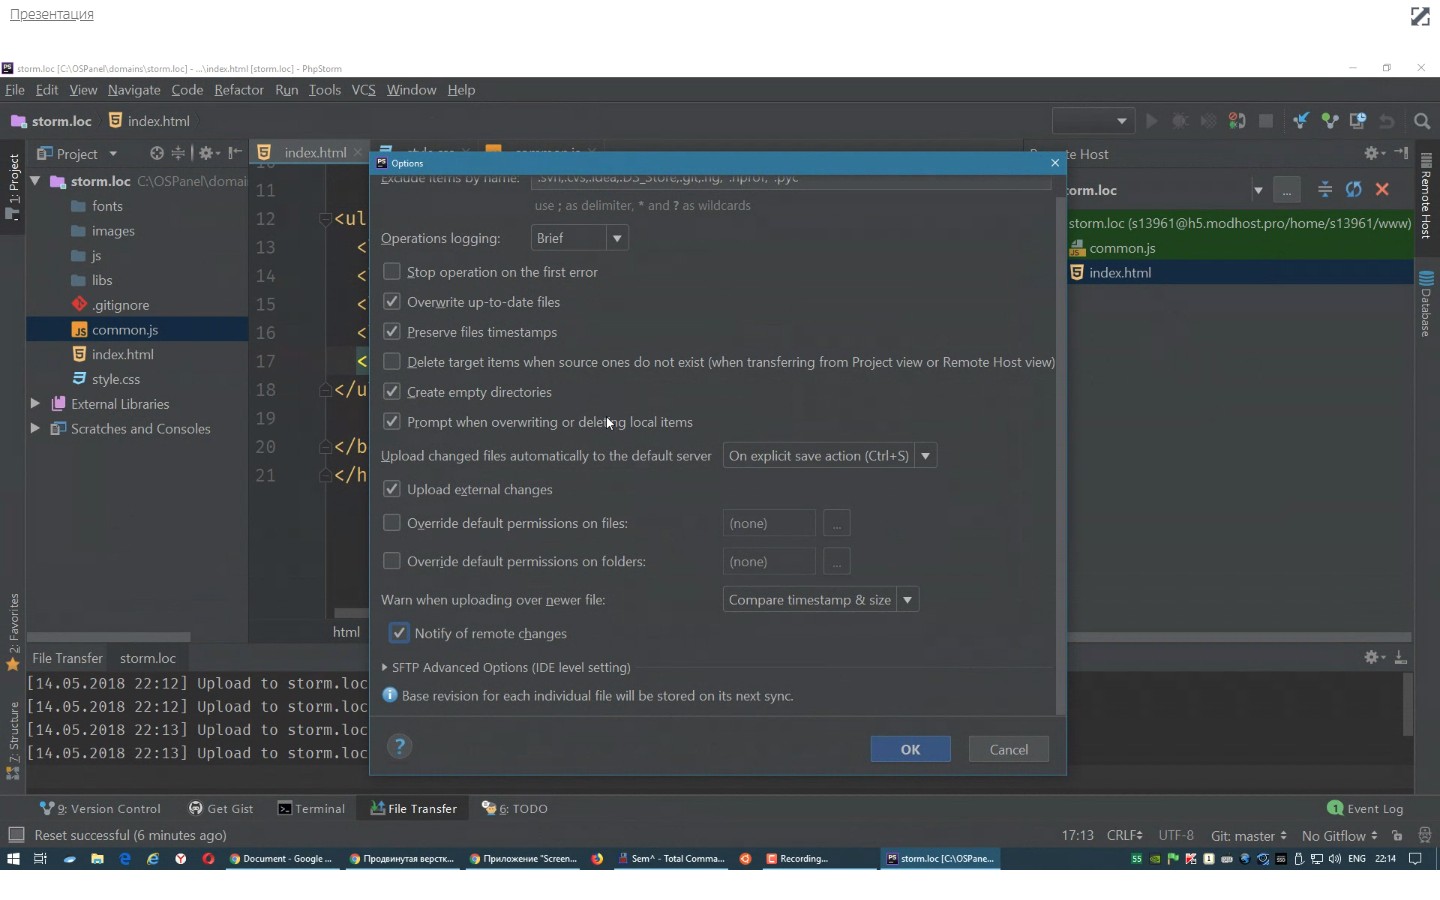 Презентация
storm.loc [C:\OSPanel\domains\storm.loc] - ...\index.html [storm.loc] - PhpStorm
File Edit View Navigate Code Refactor Run Tools VCS Window Help
storm.loc index.html
Project index.html
Options
Remote Host
1: Project
storm.loc C:\OSPanel\domai
fonts
images
js
libs
.gitignore
common.js
index.html
style.css
External Libraries
Scratches and Consoles
11
12 <ul
13 <
14 <
15 <
16 <
17 <
18 </u
19
20 </b
21 </h
html
Exclude items by name:
use ; as delimiter, * and ? as wildcards
Operations logging: Brief
Stop operation on the first error
Overwrite up-to-date files
Preserve files timestamps
Delete target items when source ones do not exist (when transferring from Project view or Remote Host view)
Create empty directories
Prompt when overwriting or deleting local items
Upload changed files automatically to the default server On explicit save action (Ctrl+S)
Upload external changes
Override default permissions on files: (none) ...
Override default permissions on folders: (none) ...
Warn when uploading over newer file: Compare timestamp & size
Notify of remote changes
SFTP Advanced Options (IDE level setting)
Base revision for each individual file will be stored on its next sync.
? OK Cancel
orm.loc ...
storm.loc (s13961@h5.modhost.pro/home/s13961/www)
common.js
index.html
Remote Host
Database
2: Favorites
7: Structure
File Transfer storm.loc
[14.05.2018 22:12] Upload to storm.loc
[14.05.2018 22:12] Upload to storm.loc
[14.05.2018 22:13] Upload to storm.loc
[14.05.2018 22:13] Upload to storm.loc
9: Version Control Get Gist Terminal File Transfer 6: TODO 1 Event Log
Reset successful (6 minutes ago) 17:13 CRLF UTF-8 Git: master No Gitflow
Document - Google ... Продвинутая верстк... Приложение "Screen... Sem^ - Total Comma... Recording... storm.loc [C:\OSPane... 55 ENG 22:14